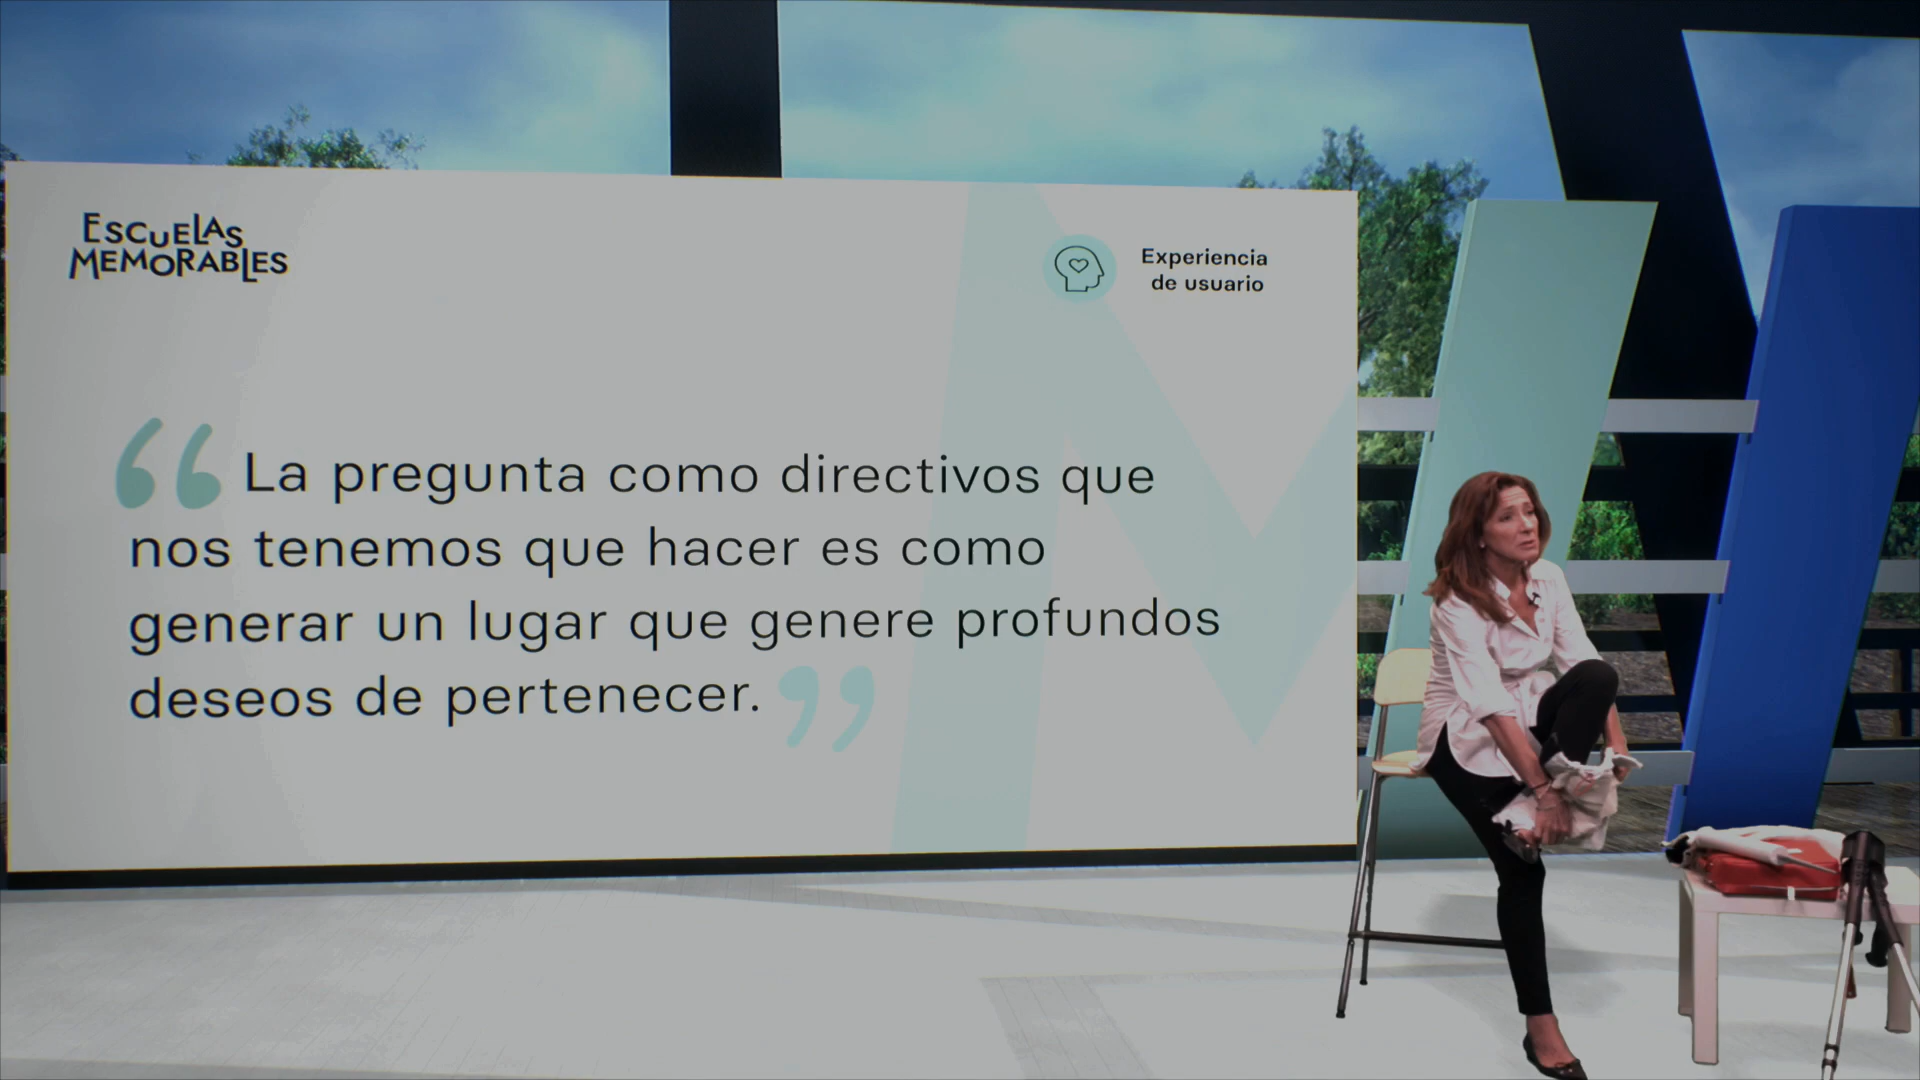 ESCUELAS
MEMORABLES
Experiencia
de usuario
“La pregunta como directivos que
nos tenemos que hacer es como
generar un lugar que genere profundos
deseos de pertenecer.”